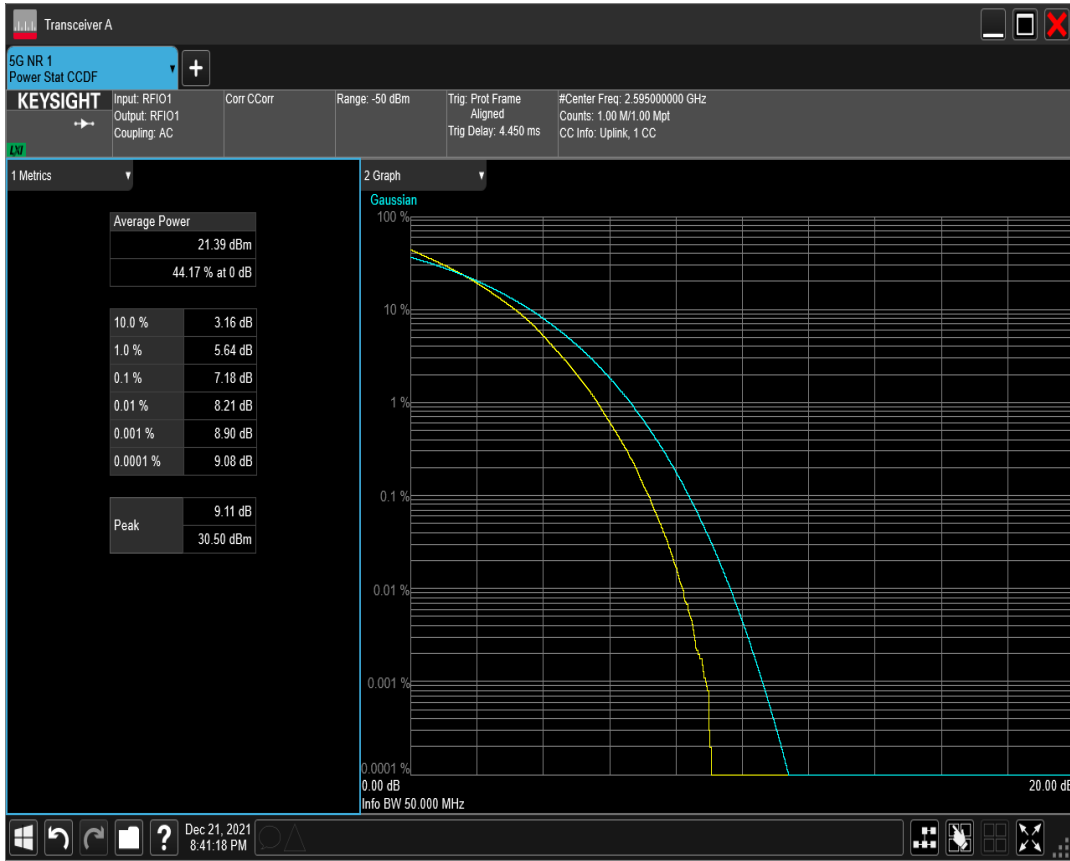 Transceiver A
5G NR 1
Power Stat CCDF
KEYSIGHT
LXI
Input: RFIO1
Output: RFIO1
Coupling: AC
Corr CCorr
Range: -50 dBm
Trig: Prot Frame
Aligned
Trig Delay: 4.450 ms
#Center Freq: 2.595000000 GHz
Counts: 1.00 M/1.00 Mpt
CC Info: Uplink, 1 CC
1 Metrics
Average Power
21.39 dBm
44.17 % at 0 dB
10.0 % 3.16 dB
1.0 % 5.64 dB
0.1 % 7.18 dB
0.01 % 8.21 dB
0.001 % 8.90 dB
0.0001 % 9.08 dB
Peak
9.11 dB
30.50 dBm
2 Graph
Gaussian
100 %
10 %
1 %
0.1 %
0.01 %
0.001 %
0.0001 %
0.00 dB
20.00 dB
Info BW 50.000 MHz
Dec 21, 2021
8:41:18 PM